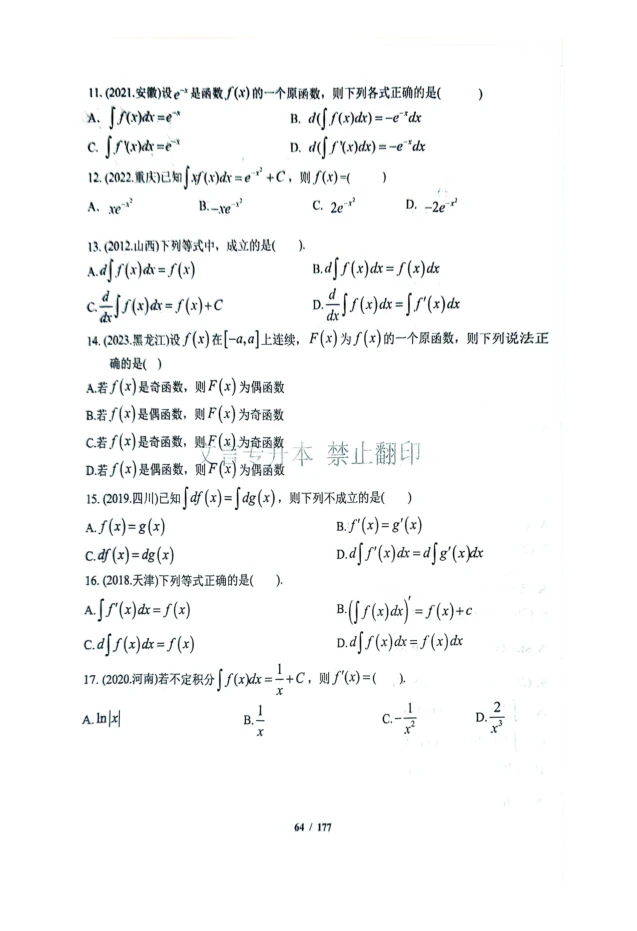 11. (2021.安徽)设 e^{-x} 是函数 f(x) 的一个原函数，则下列各式正确的是(　　)
A. ∫f(x)dx=e^{-x}　　B. d(∫f(x)dx)=-e^{-x}dx
C. ∫f'(x)dx=e^{-x}　　D. d(∫f'(x)dx)=-e^{-x}dx
12. (2022.重庆)已知∫xf(x)dx=e^{-x²}+C，则 f(x)=(　　)
A. xe^{-x²}　　B. -xe^{-x²}　　C. 2e^{-x²}　　D. -2e^{-x²}
13. (2012.山西)下列等式中，成立的是(　　).
A.d∫f(x)dx=f(x)　　B.d∫f(x)dx=f(x)dx
C.d/dx∫f(x)dx=f(x)+C　　D.d/dx∫f(x)dx=∫f'(x)dx
14. (2023.黑龙江)设 f(x) 在[-a,a]上连续，F(x) 为 f(x) 的一个原函数，则下列说法正
确的是(　)
A.若 f(x) 是奇函数，则 F(x) 为偶函数
B.若 f(x) 是偶函数，则 F(x) 为奇函数
C.若 f(x) 是奇函数，则 F(x) 为奇函数
专升本 禁止翻印
D.若 f(x) 是偶函数，则 F(x) 为偶函数
15. (2019.四川)已知∫df(x)=∫dg(x)，则下列不成立的是(　　)
A.f(x)=g(x)　　B.f'(x)=g'(x)
C.df(x)=dg(x)　　D.d∫f'(x)dx=d∫g'(x)dx
16. (2018.天津)下列等式正确的是(　　).
A.∫f'(x)dx=f(x)　　B.(∫f(x)dx)'=f(x)+c
C.d∫f(x)dx=f(x)　　D.d∫f(x)dx=f(x)dx
17. (2020.河南)若不定积分∫f(x)dx=1/x+C，则 f'(x)=(　　).
A.ln|x|　　B.1/x　　C.-1/x²　　D.2/x³
64 / 177